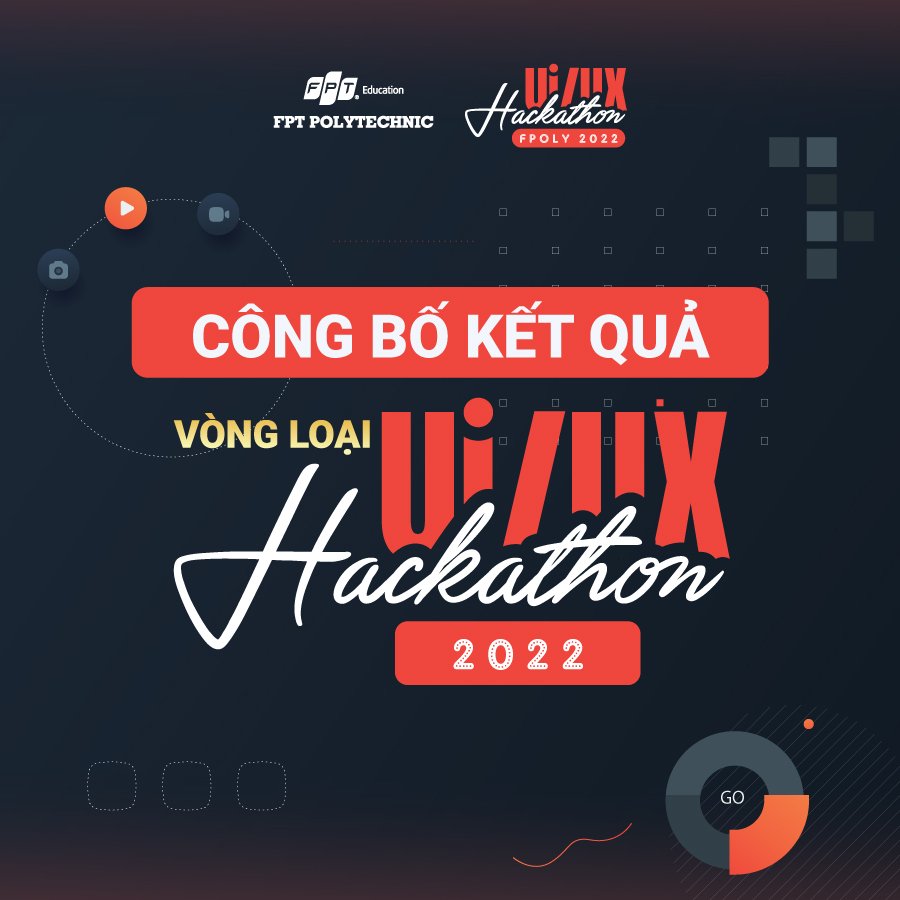 FPT Education
FPT POLYTECHNIC
Ui/UX
Hackathon
FPOLY 2022
CÔNG BỐ KẾT QUẢ
VÒNG LOẠI Ui/UX
Hackathon
2022
GO